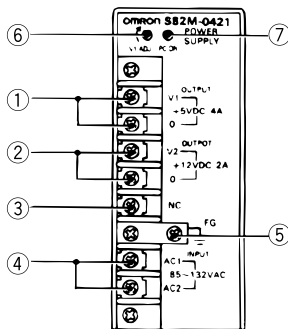 OMRON S82M-0421
POWER
SUPPLY
V1 ADJ PC ON
⑥
⑦
①
OUTPUT
V1
+5VDC 4A
0
②
OUTPUT
V2
+12VDC 2A
0
③
NC
FG
⑤
④
INPUT
AC1
85~132VAC
AC2